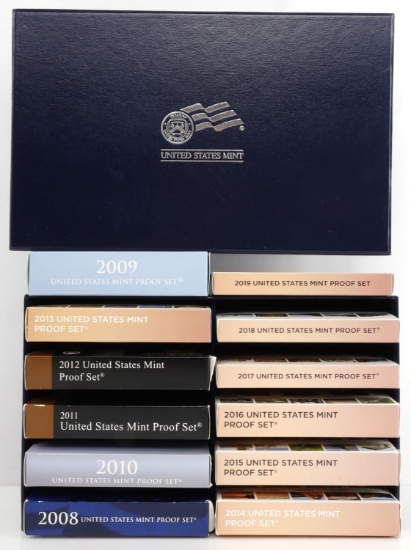 UNITED STATES MINT
2009
UNITED STATES MINT PROOF SET®
2013 UNITED STATES MINT
PROOF SET®
2012 United States Mint
Proof Set®
2011
United States Mint Proof Set®
2010
UNITED STATES MINT PROOF SET®
2008 UNITED STATES MINT PROOF SET®
2019 UNITED STATES MINT PROOF SET
2018 UNITED STATES MINT PROOF SET®
2017 UNITED STATES MINT PROOF SET®
2016 UNITED STATES MINT
PROOF SET®
2015 UNITED STATES MINT
PROOF SET®
2014 UNITED STATES MINT
PROOF SET®